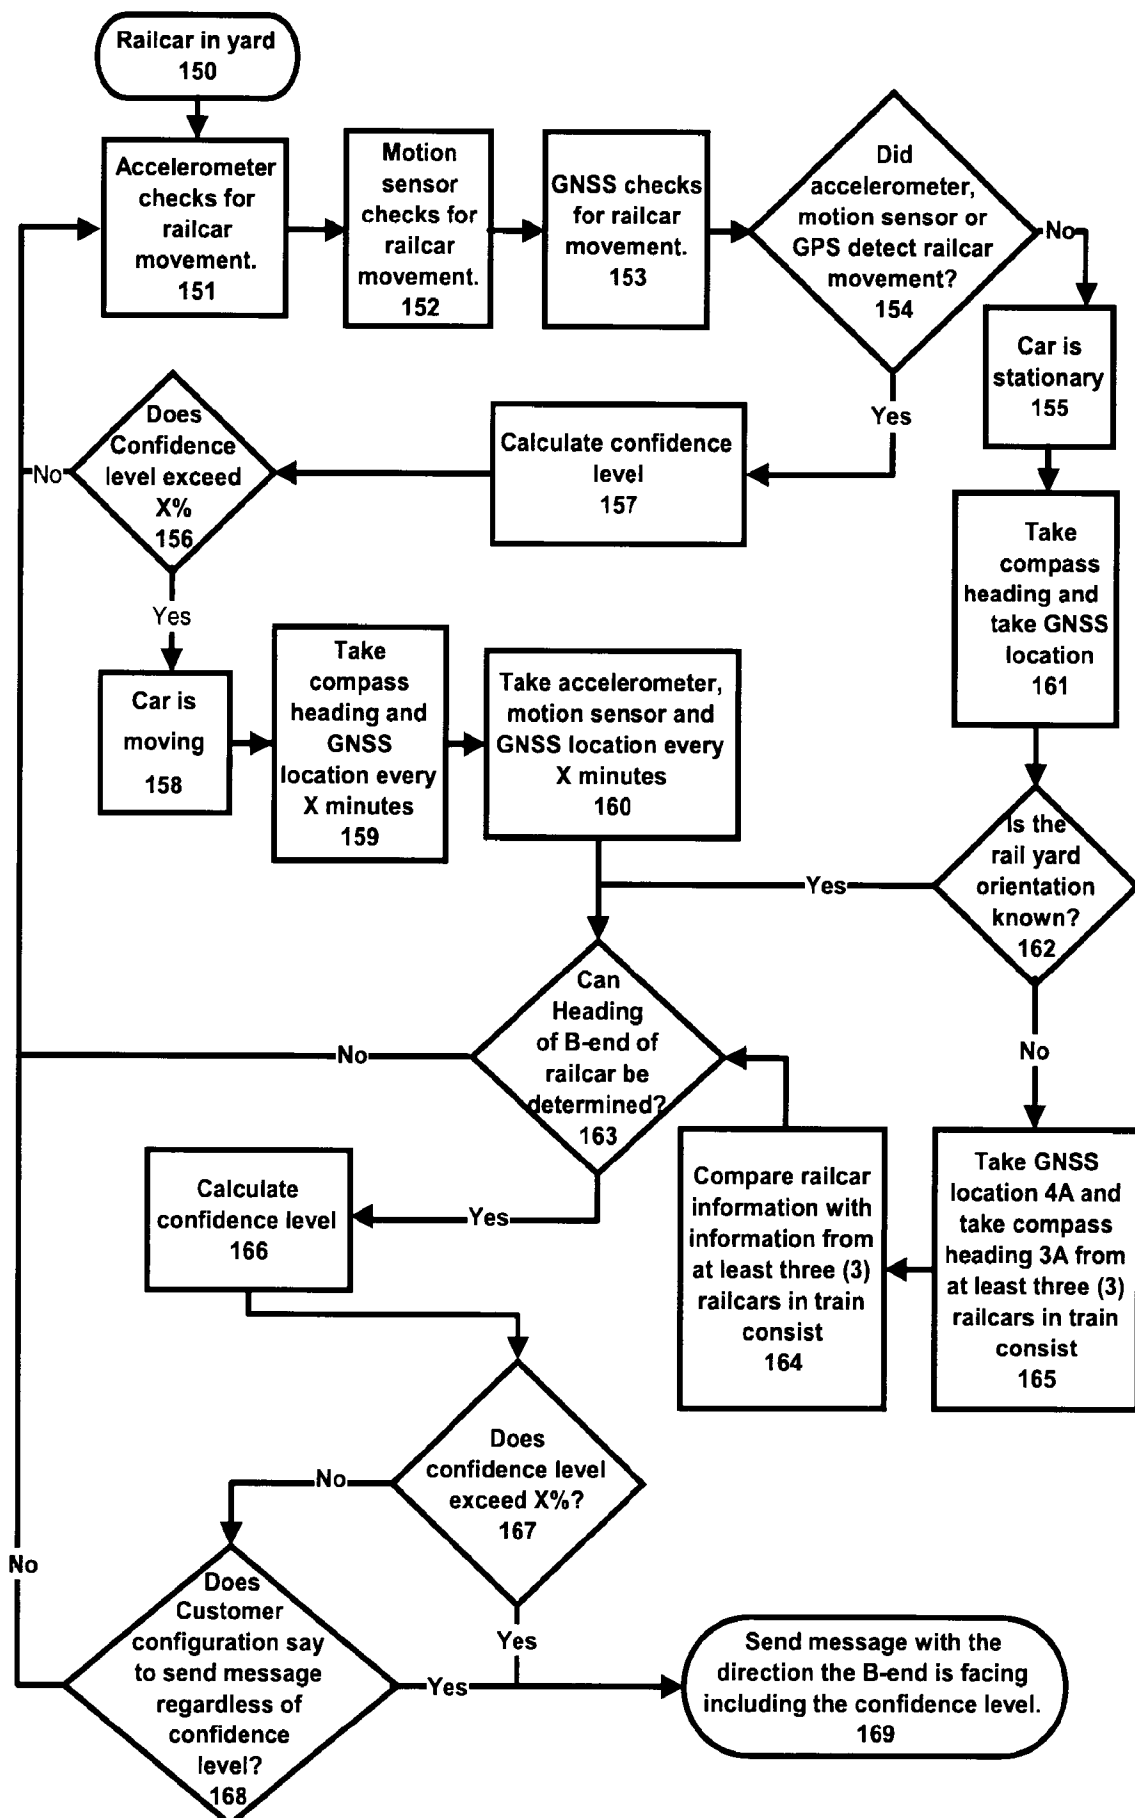 Railcar in yard
150
Accelerometer
checks for
railcar
movement.
151
Motion
sensor
checks for
railcar
movement.
152
GNSS checks
for railcar
movement.
153
Did
accelerometer,
motion sensor or
GPS detect railcar
movement?
154
No
Car is
stationary
155
Yes
Calculate confidence
level
157
Does
Confidence
level exceed
X%
156
No
Yes
Car is
moving
158
Take
compass
heading and
GNSS
location every
X minutes
159
Take accelerometer,
motion sensor and
GNSS location every
X minutes
160
Take
compass
heading and
take GNSS
location
161
Is the
rail yard
orientation
known?
162
Yes
No
Can
Heading
of B-end of
railcar be
determined?
163
No
Yes
Take GNSS
location 4A and
take compass
heading 3A from
at least three (3)
railcars in train
consist
165
Compare railcar
information with
information from
at least three (3)
railcars in train
consist
164
Calculate
confidence level
166
Does
confidence level
exceed X%?
167
No
Yes
Does
Customer
configuration say
to send message
regardless of
confidence
level?
168
No
Yes
Send message with the
direction the B-end is facing
including the confidence level.
169